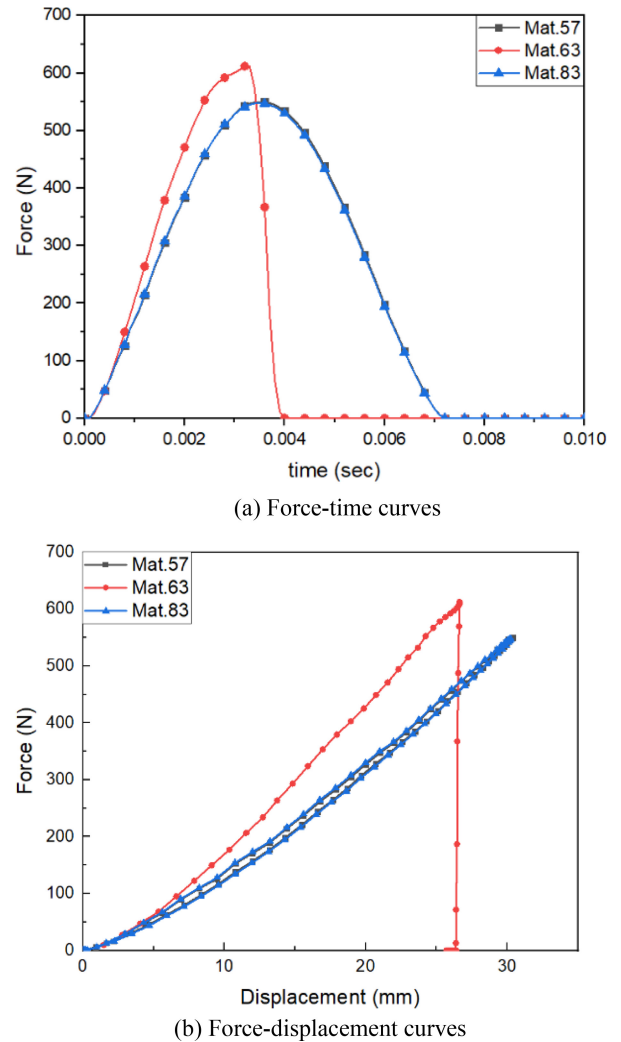 700
600
500
400
300
200
100
0
Force (N)
Mat.57
Mat.63
Mat.83
0.000 0.002 0.004 0.006 0.008 0.010
time (sec)
(a) Force-time curves
700
600
500
400
300
200
100
0
Force (N)
Mat.57
Mat.63
Mat.83
0 10 20 30
Displacement (mm)
(b) Force-displacement curves